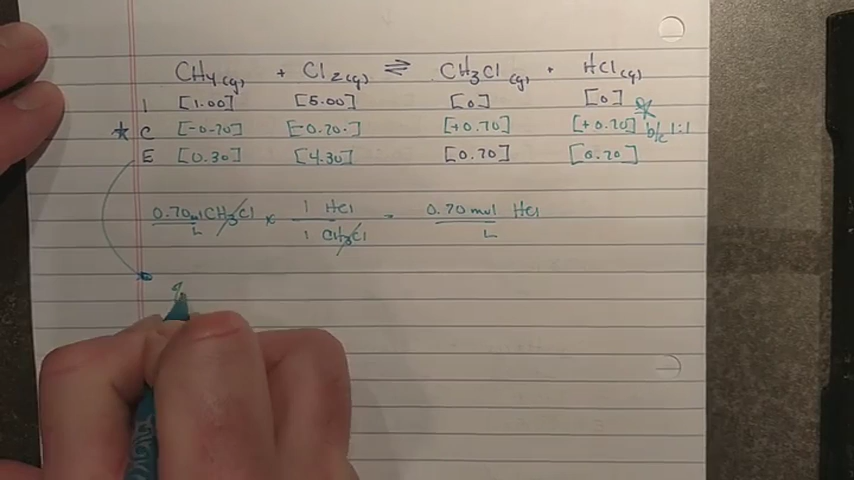 CH4(g) + Cl2(g) ⇌ CH3Cl(g) + HCl(g)
I [1.00] [5.00] [0] [0]
★ C [-0.70] [-0.70] [+0.70] [+0.70] b/c 1:1
E [0.30] [4.30] [0.70] [0.70]
0.70mol CH3Cl / L × 1 HCl / 1 CH3Cl = 0.70 mol HCl / L